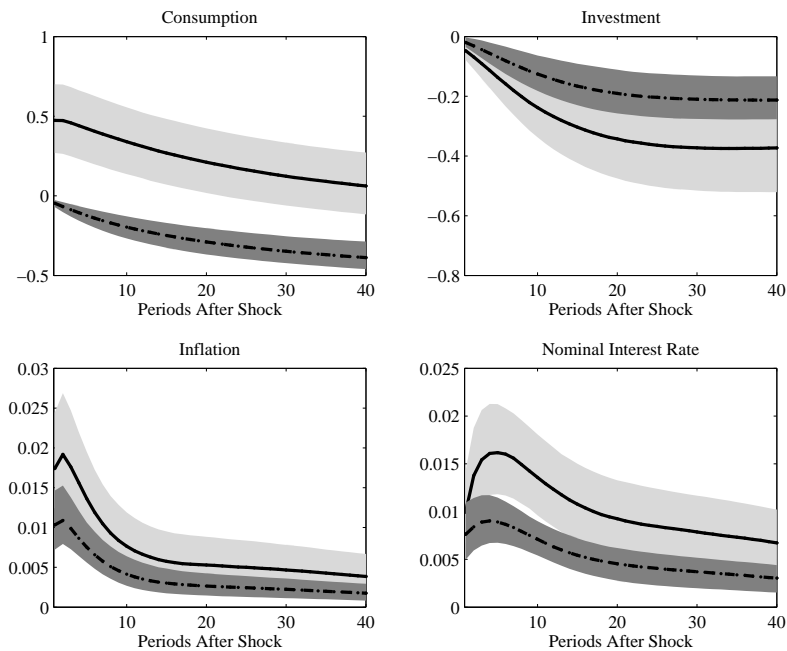 Consumption
1
0.5
0
−0.5
10 20 30 40
Periods After Shock
Investment
0
−0.2
−0.4
−0.6
−0.8
10 20 30 40
Periods After Shock
Inflation
0.03
0.025
0.02
0.015
0.01
0.005
0
10 20 30 40
Periods After Shock
Nominal Interest Rate
0.025
0.02
0.015
0.01
0.005
0
10 20 30 40
Periods After Shock